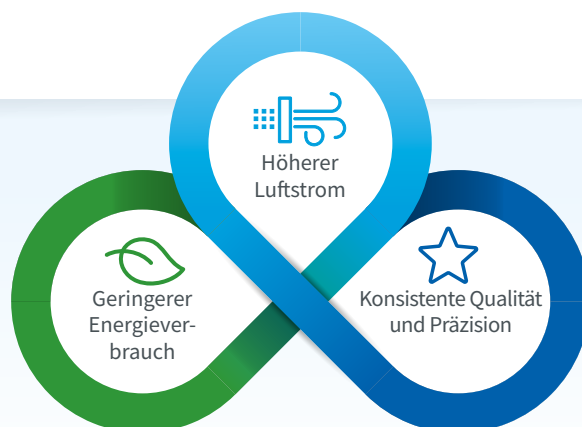 Höherer
Luftstrom
Geringerer
Energiever-
brauch
Konsistente Qualität
und Präzision